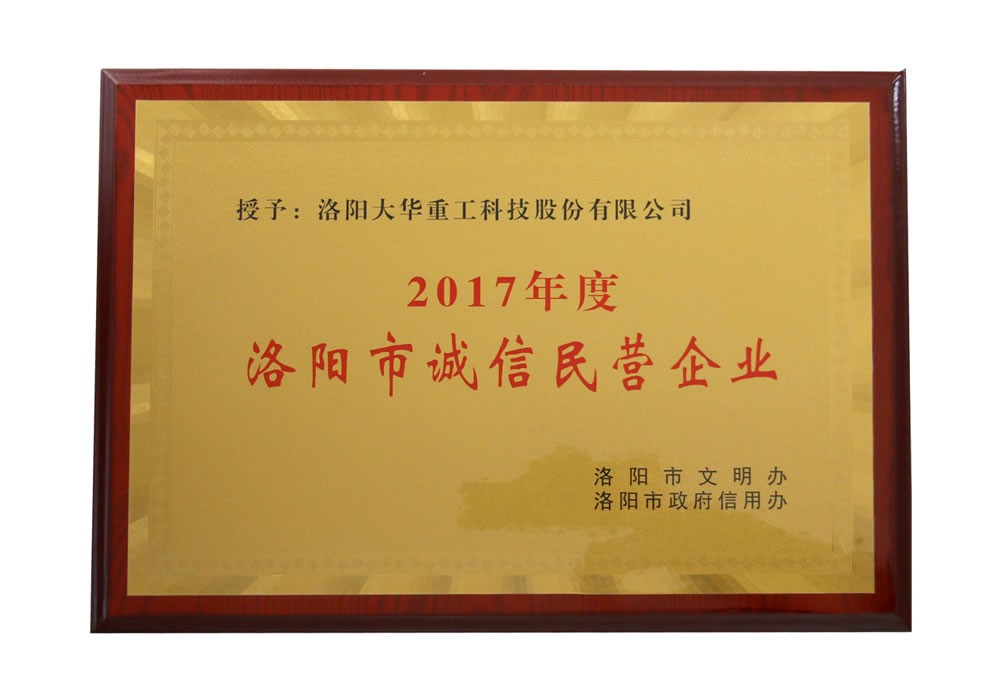 授予：洛阳大华重工科技股份有限公司
2017年度
洛阳市诚信民营企业
洛阳市文明办
洛阳市政府信用办